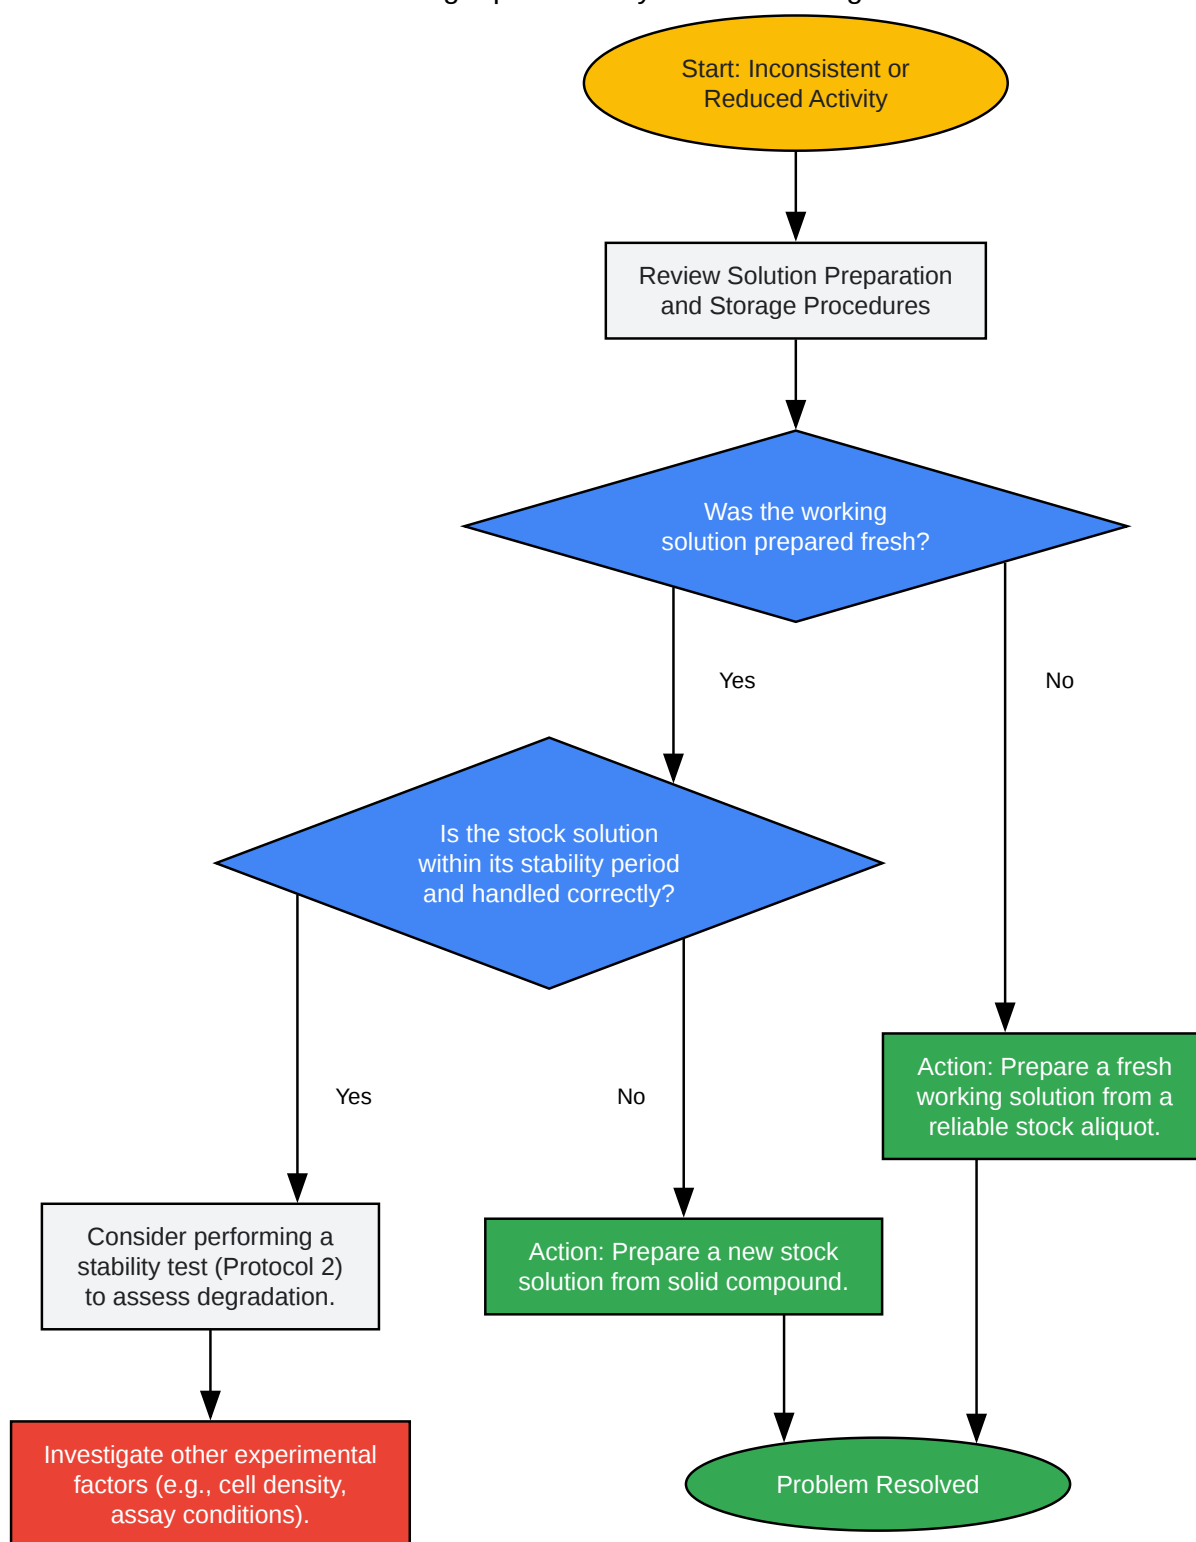 Start: Inconsistent or
Reduced Activity
Review Solution Preparation
and Storage Procedures
Was the working
solution prepared fresh?
Yes
No
Is the stock solution
within its stability period
and handled correctly?
Yes
No
Action: Prepare a fresh
working solution from a
reliable stock aliquot.
Consider performing a
stability test (Protocol 2)
to assess degradation.
Action: Prepare a new stock
solution from solid compound.
Investigate other experimental
factors (e.g., cell density,
assay conditions).
Problem Resolved